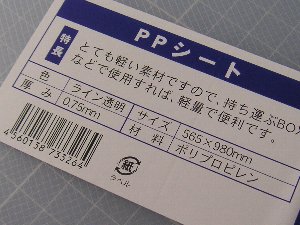 PPシート
特長
とても軽い素材ですので、持ち運ぶBOX
などで使用すれば、軽量で便利です。
色 ライン透明 サイズ 565×980mm
厚み 0.75mm 材料 ポリプロピレン
4560138733264
紙
ラベル